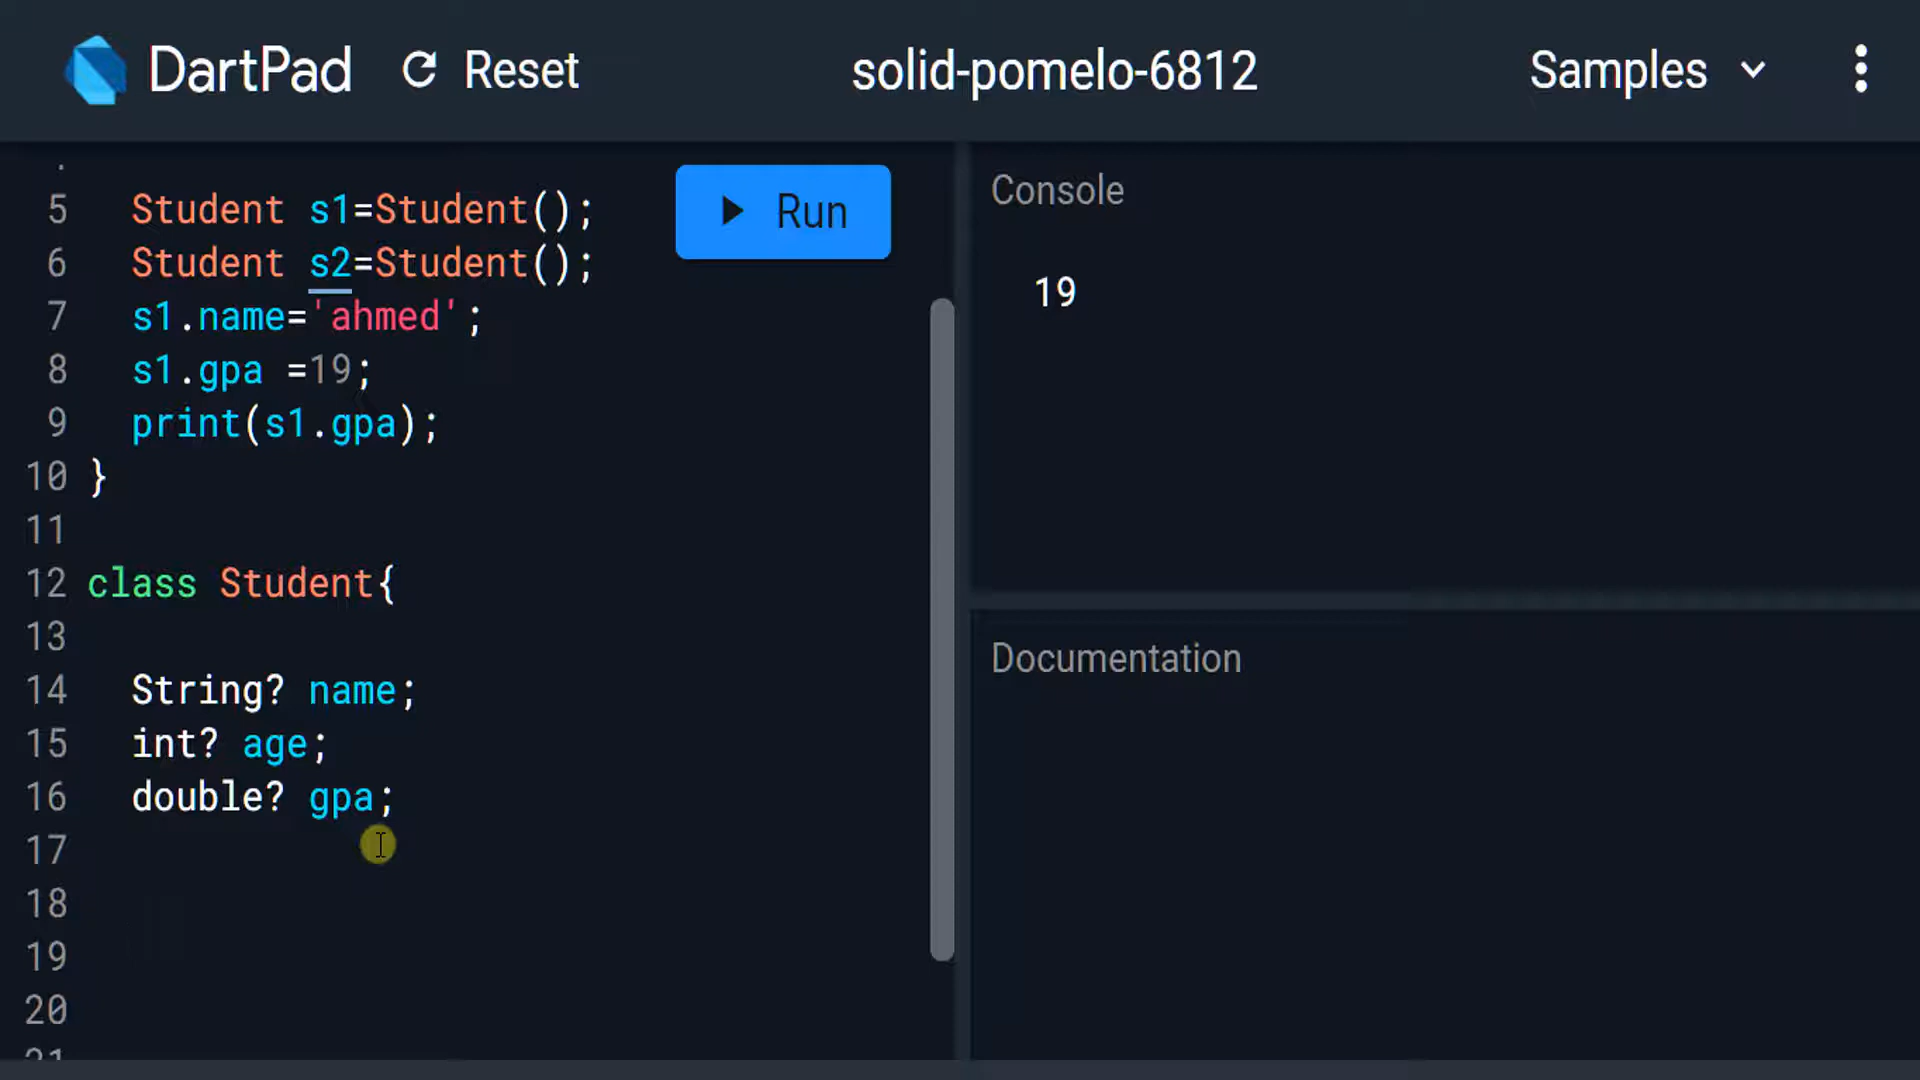 DartPad Reset solid-pomelo-6812 Samples
Run
Console
19
5 Student s1=Student();
6 Student s2=Student();
7 s1.name='ahmed';
8 s1.gpa =19;
9 print(s1.gpa);
10 }
11
12 class Student{
13
14 String? name;
15 int? age;
16 double? gpa;
17
18
19
20
21
Documentation